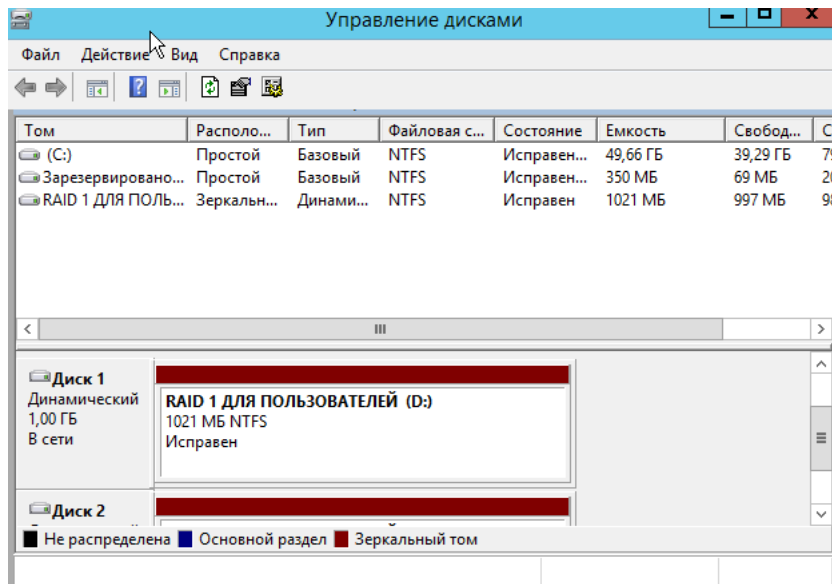 Управление дисками
Файл Действие Вид Справка
Том Располо... Тип Файловая с... Состояние Емкость Свобод... С
(C:) Простой Базовый NTFS Исправен... 49,66 ГБ 39,29 ГБ 79
Зарезервировано... Простой Базовый NTFS Исправен... 350 МБ 69 МБ 20
RAID 1 ДЛЯ ПОЛЬ... Зеркальн... Динами... NTFS Исправен 1021 МБ 997 МБ 98
Диск 1
Динамический
1,00 ГБ
В сети
RAID 1 ДЛЯ ПОЛЬЗОВАТЕЛЕЙ (D:)
1021 МБ NTFS
Исправен
Диск 2
Не распределена Основной раздел Зеркальный том